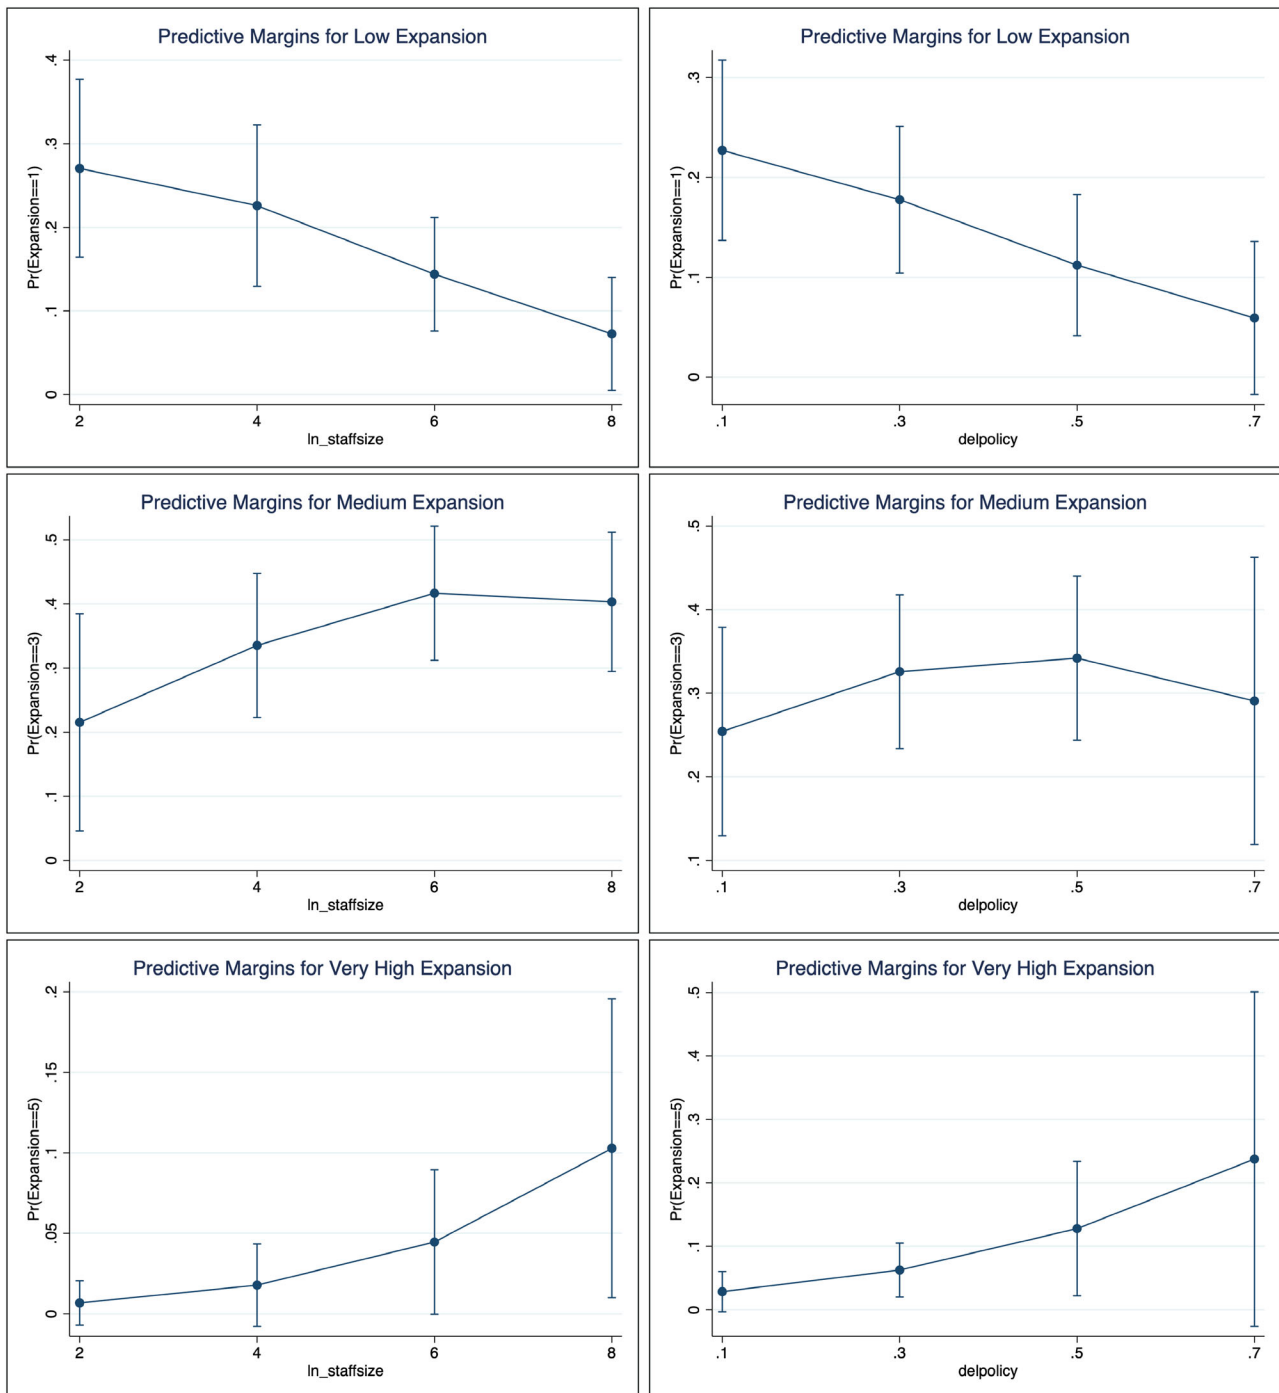 Predictive Margins for Low Expansion
Pr(Expansion==1)
.4
.3
.2
.1
0
2 4 6 8
ln_staffsize
Predictive Margins for Low Expansion
Pr(Expansion==1)
.3
.2
.1
0
.1 .3 .5 .7
delpolicy
Predictive Margins for Medium Expansion
Pr(Expansion==3)
.5
.4
.3
.2
.1
0
2 4 6 8
ln_staffsize
Predictive Margins for Medium Expansion
Pr(Expansion==3)
.5
.4
.3
.2
.1
.1 .3 .5 .7
delpolicy
Predictive Margins for Very High Expansion
Pr(Expansion==5)
.2
.15
.1
.05
0
2 4 6 8
ln_staffsize
Predictive Margins for Very High Expansion
Pr(Expansion==5)
.5
.4
.3
.2
.1
0
.1 .3 .5 .7
delpolicy